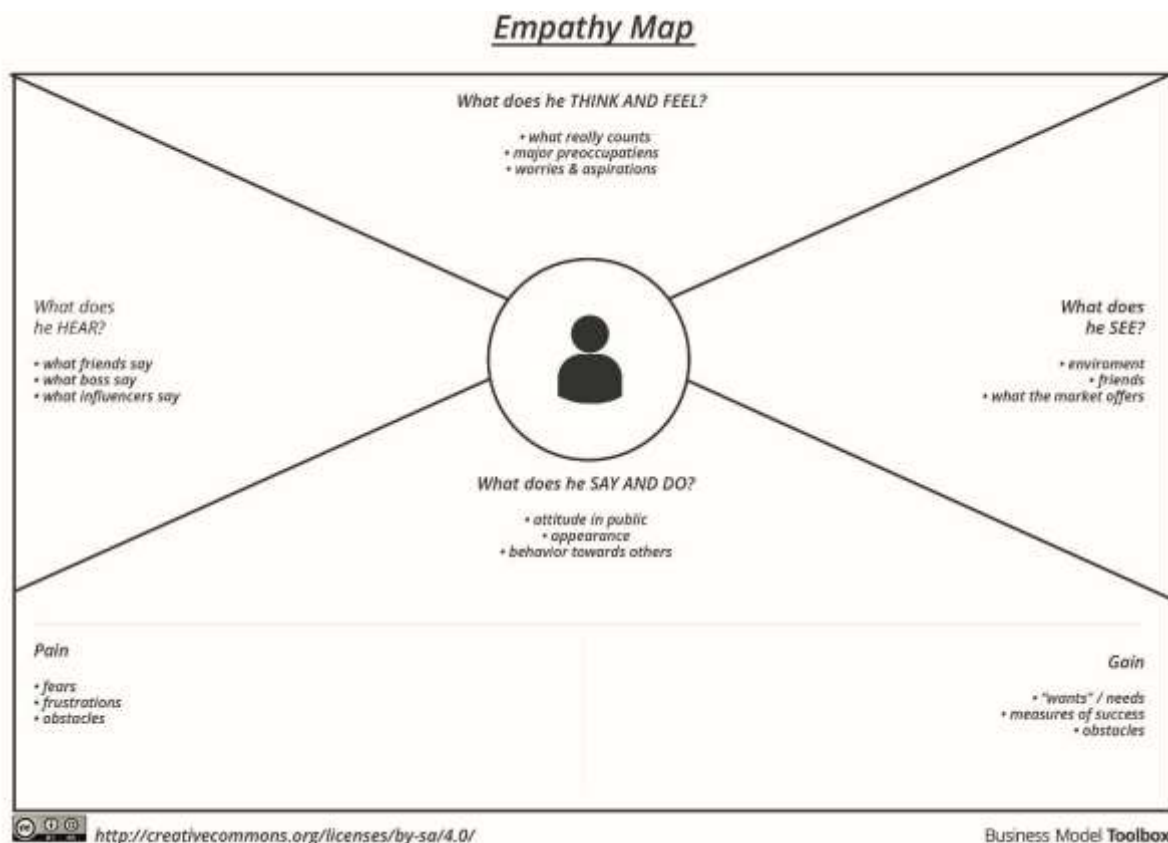 Empathy Map
What does he THINK AND FEEL?
• what really counts
• major preoccupatiens
• worries & aspirations
What does
he HEAR?
• what friends say
• what boss say
• what influencers say
What does
he SEE?
• enviroment
• friends
• what the market offers
What does he SAY AND DO?
• attitude in public
• appearance
• behavior towards others
Pain
• fears
• frustrations
• obstacles
Gain
• "wants" / needs
• measures of success
• obstacles
cc
http://creativecommons.org/licenses/by-sa/4.0/
Business Model Toolbox